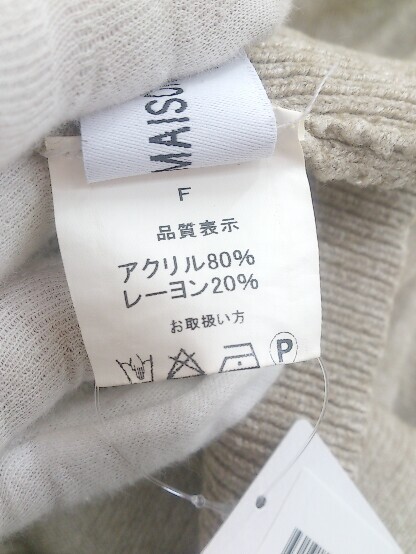 MAISO
F
品質表示
アクリル80%
レーヨン20%
お取扱い方
P